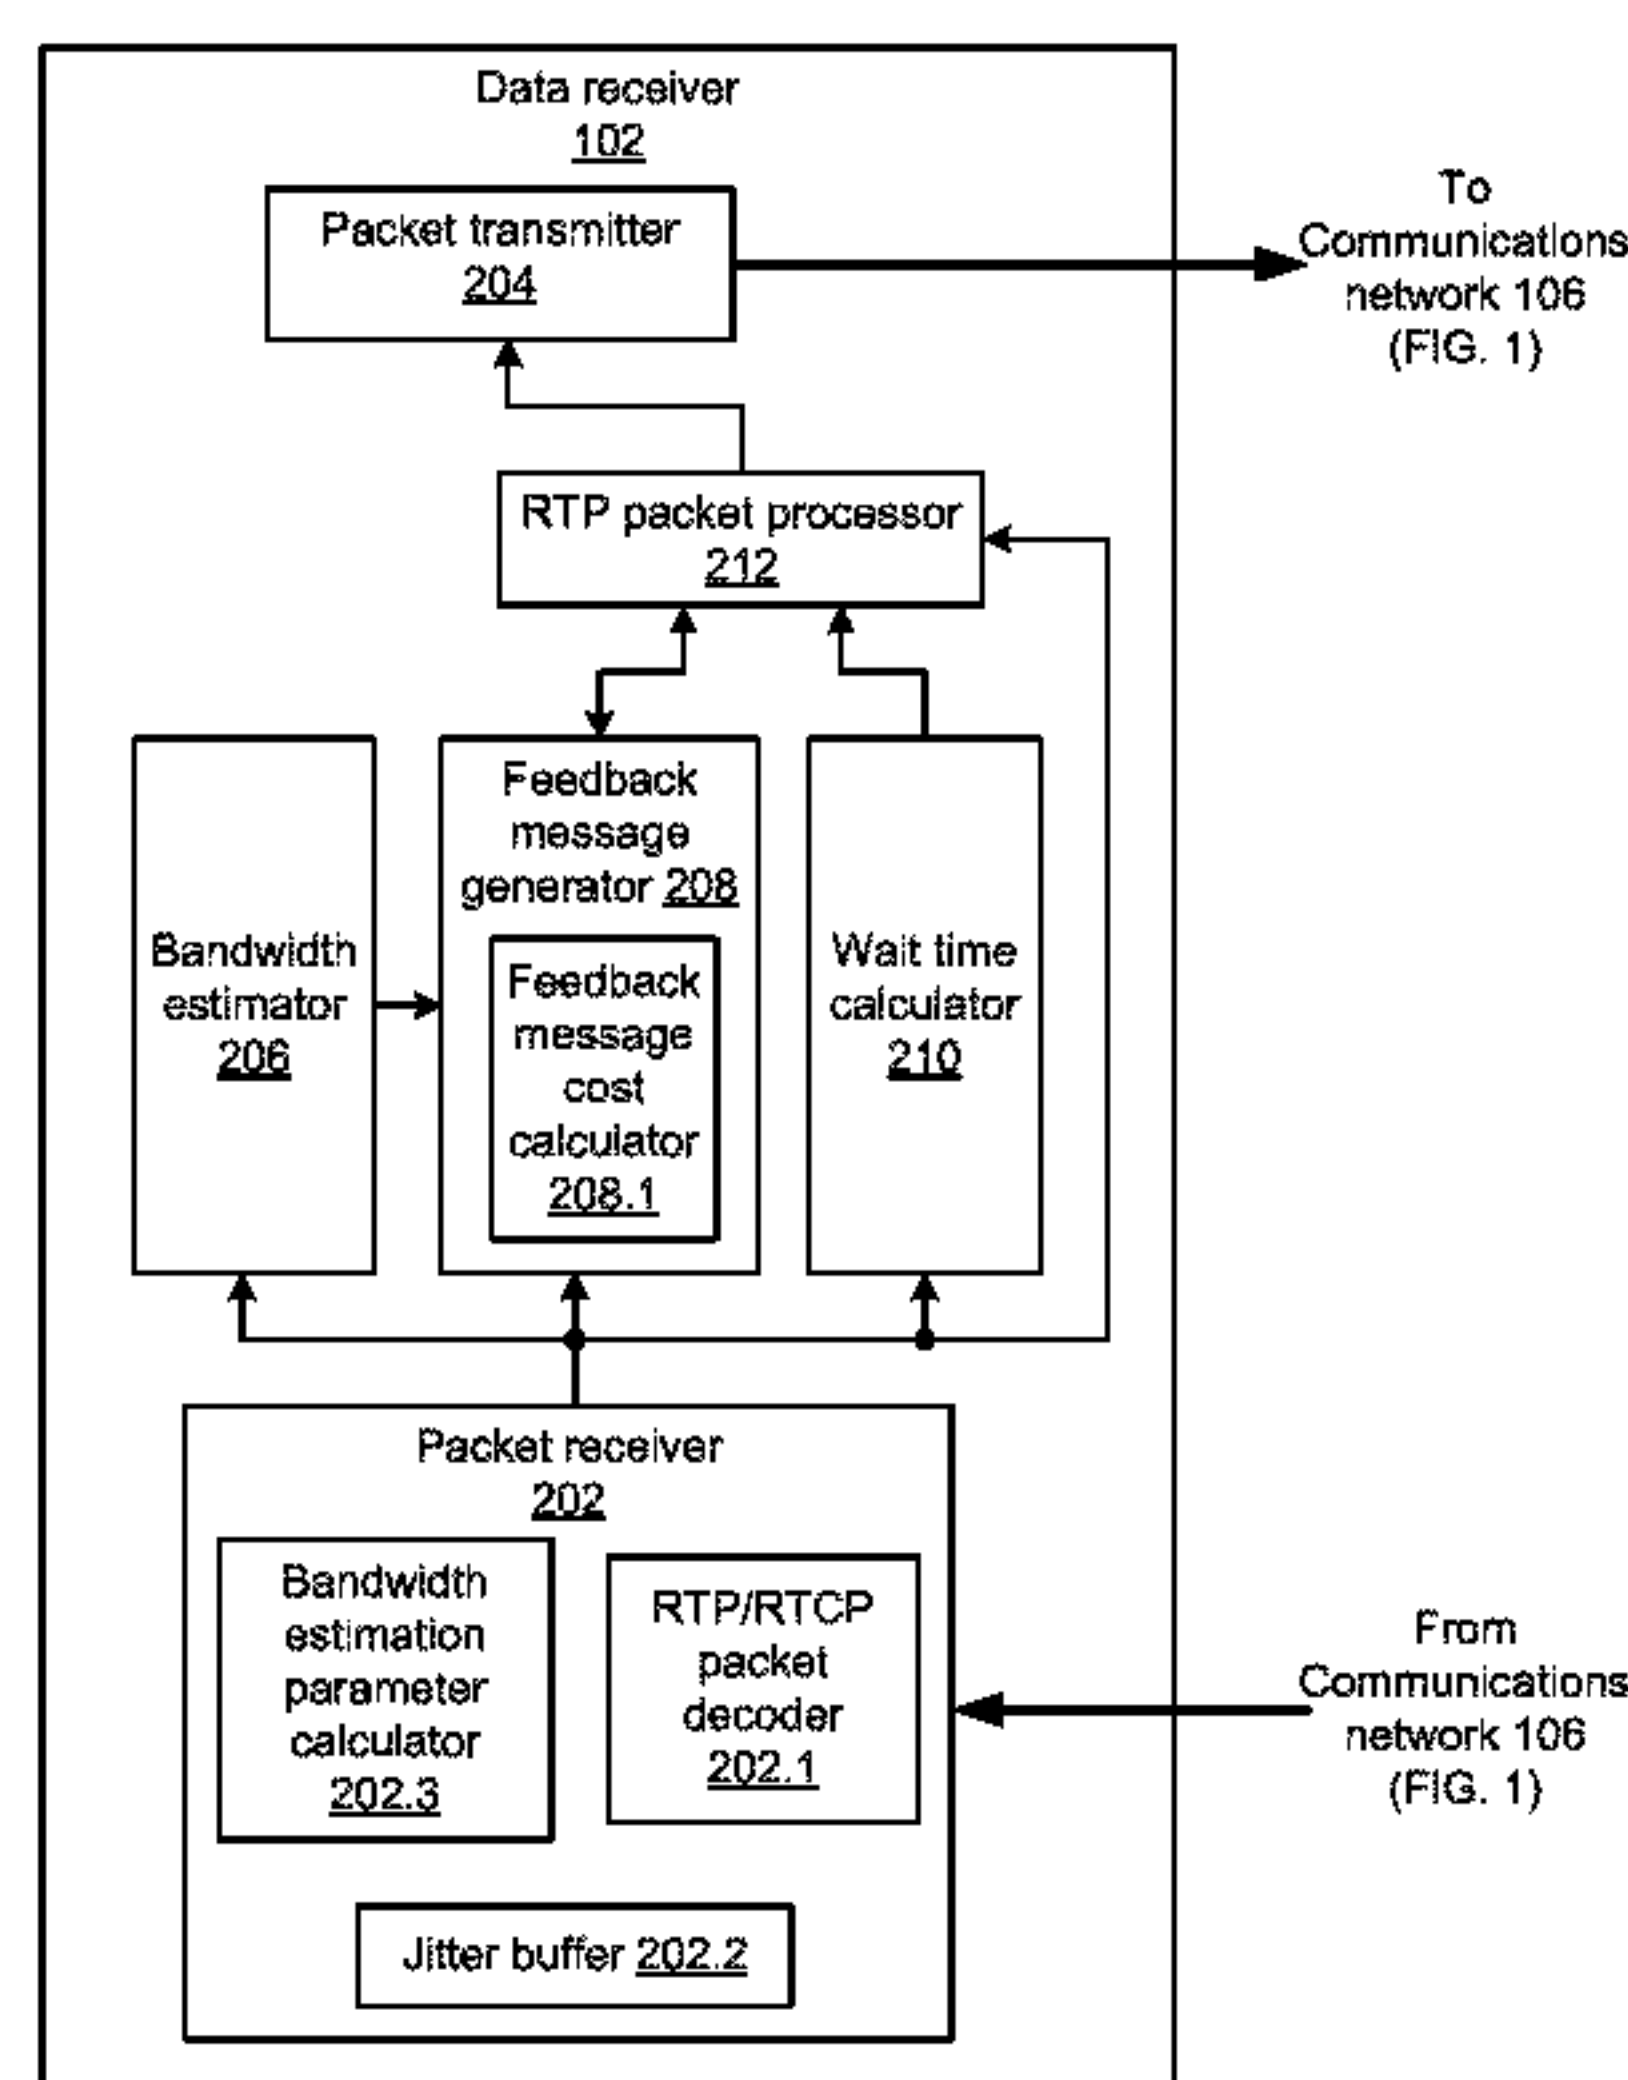 Data receiver
102
Packet transmitter
204
To
Communications
network 106
(FIG. 1)
RTP packet processor
212
Bandwidth
estimator
206
Feedback
message
generator 208
Feedback
message
cost
calculator
208.1
Wait time
calculator
210
Packet receiver
202
Bandwidth
estimation
parameter
calculator
202.3
RTP/RTCP
packet
decoder
202.1
Jitter buffer 202.2
From
Communications
network 106
(FIG. 1)